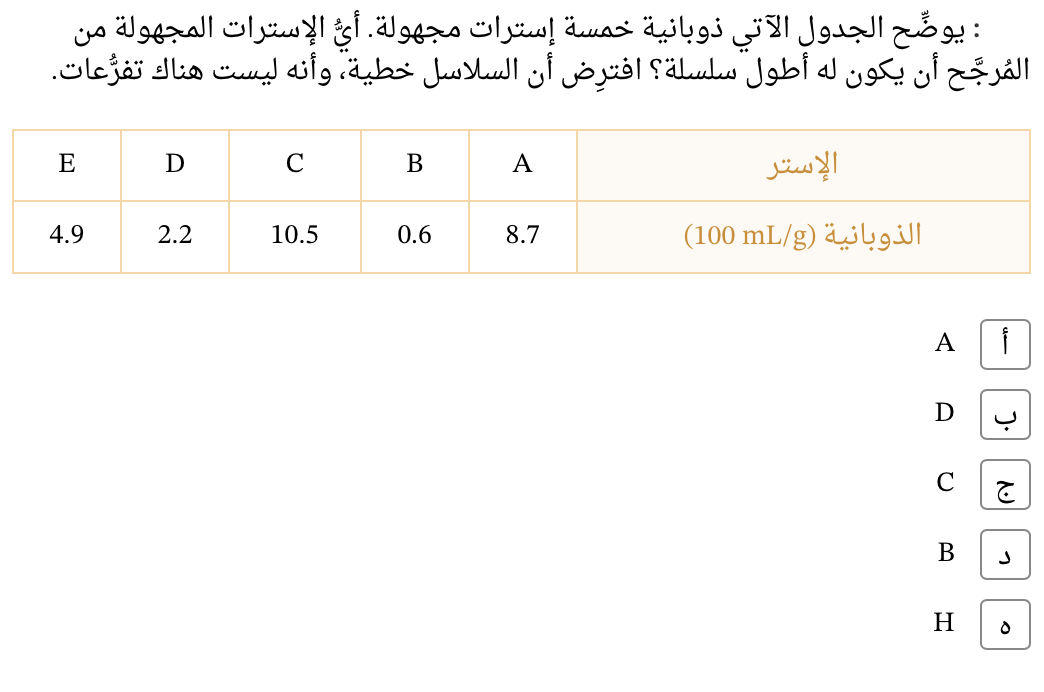 : يوضِّح الجدول الآتي ذوبانية خمسة إسترات مجهولة. أيُّ الإسترات المجهولة من
المُرجَّح أن يكون له أطول سلسلة؟ افترِض أن السلاسل خطية، وأنه ليست هناك تفرُّعات.
الإستر A B C D E
الذوبانية (100 mL/g) 8.7 0.6 10.5 2.2 4.9
أ A
ب D
ج C
د B
ه H